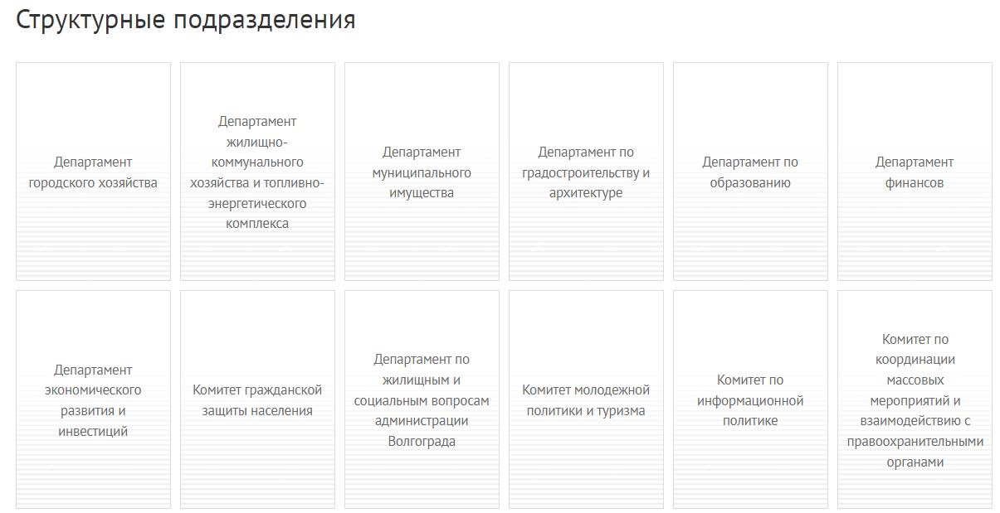 Структурные подразделения
Департамент
городского хозяйства
Департамент
жилищно-
коммунального
хозяйства и топливно-
энергетического
комплекса
Департамент
муниципального
имущества
Департамент по
градостроительству и
архитектуре
Департамент по
образованию
Департамент
финансов
Департамент
экономического
развития и
инвестиций
Комитет гражданской
защиты населения
Департамент по
жилищным и
социальным вопросам
администрации
Волгограда
Комитет молодежной
политики и туризма
Комитет по
информационной
политике
Комитет по
координации
массовых
мероприятий и
взаимодействию с
правоохранительными
органами